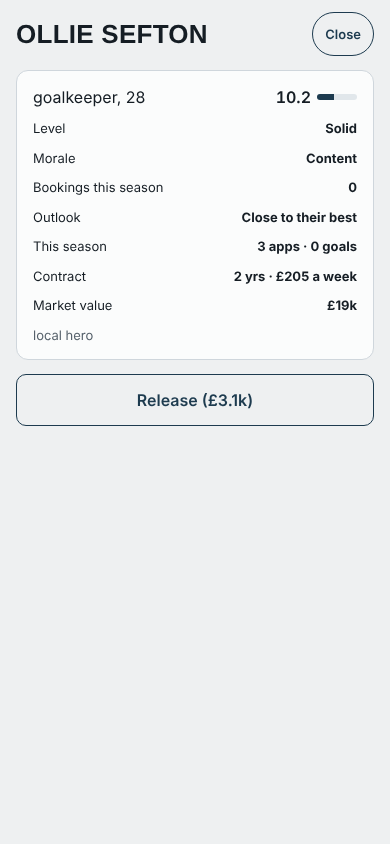 OLLIE SEFTON
Close
goalkeeper, 28 10.2
Level Solid
Morale Content
Bookings this season 0
Outlook Close to their best
This season 3 apps · 0 goals
Contract 2 yrs · £205 a week
Market value £19k
local hero
Release (£3.1k)